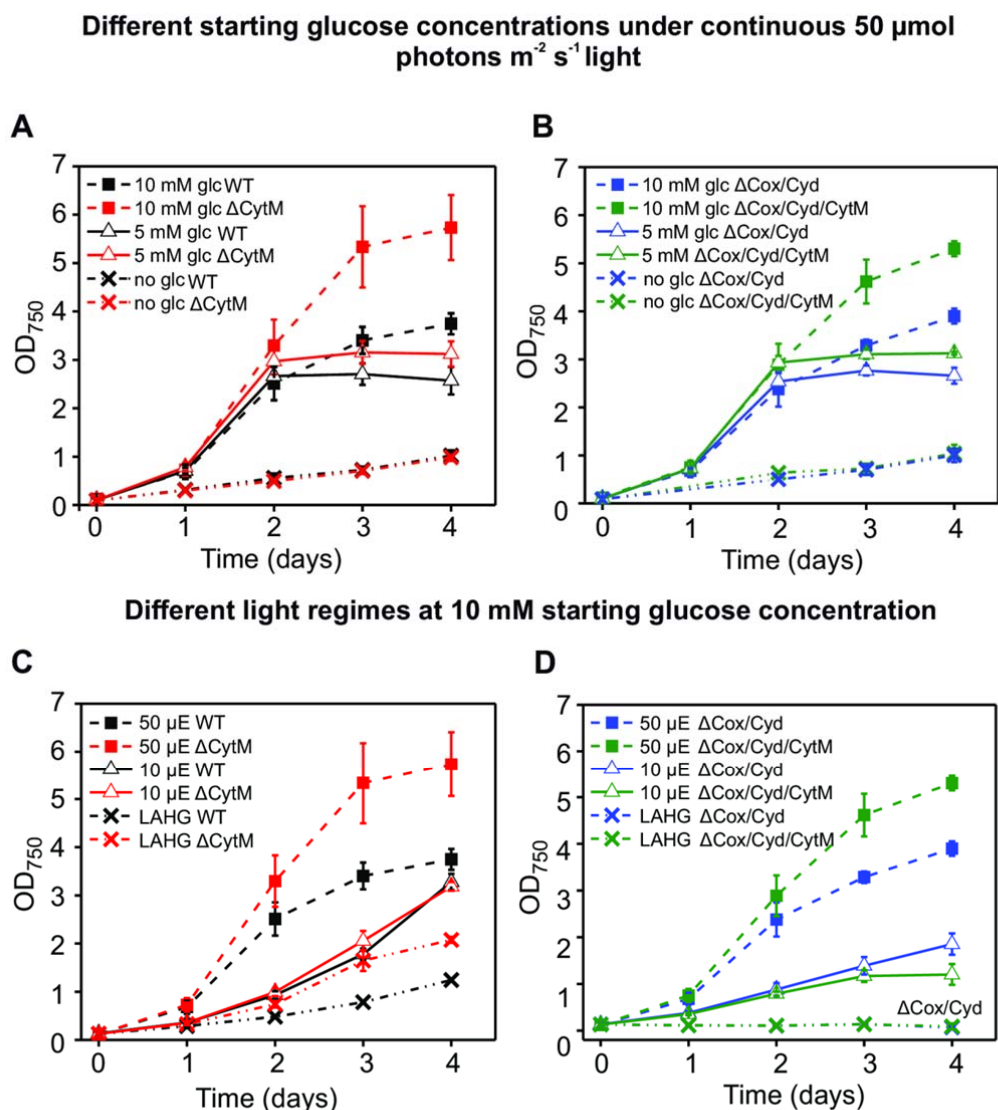 Different starting glucose concentrations under continuous 50 µmol
photons m⁻² s⁻¹ light
A
7
6
5
4
3
2
1
0
OD₇₅₀
10 mM glc WT
10 mM glc ΔCytM
5 mM glc WT
5 mM glc ΔCytM
no glc WT
no glc ΔCytM
0 1 2 3 4
Time (days)
B
7
6
5
4
3
2
1
0
OD₇₅₀
10 mM glc ΔCox/Cyd
10 mM glc ΔCox/Cyd/CytM
5 mM glc ΔCox/Cyd
5 mM ΔCox/Cyd/CytM
no glc ΔCox/Cyd
no glc ΔCox/Cyd/CytM
0 1 2 3 4
Time (days)
Different light regimes at 10 mM starting glucose concentration
C
7
6
5
4
3
2
1
0
OD₇₅₀
50 µE WT
50 µE ΔCytM
10 µE WT
10 µE ΔCytM
LAHG WT
LAHG ΔCytM
0 1 2 3 4
Time (days)
D
7
6
5
4
3
2
1
0
OD₇₅₀
50 µE ΔCox/Cyd
50 µE ΔCox/Cyd/CytM
10 µE ΔCox/Cyd
10 µE ΔCox/Cyd/CytM
LAHG ΔCox/Cyd
LAHG ΔCox/Cyd/CytM
ΔCox/Cyd
0 1 2 3 4
Time (days)